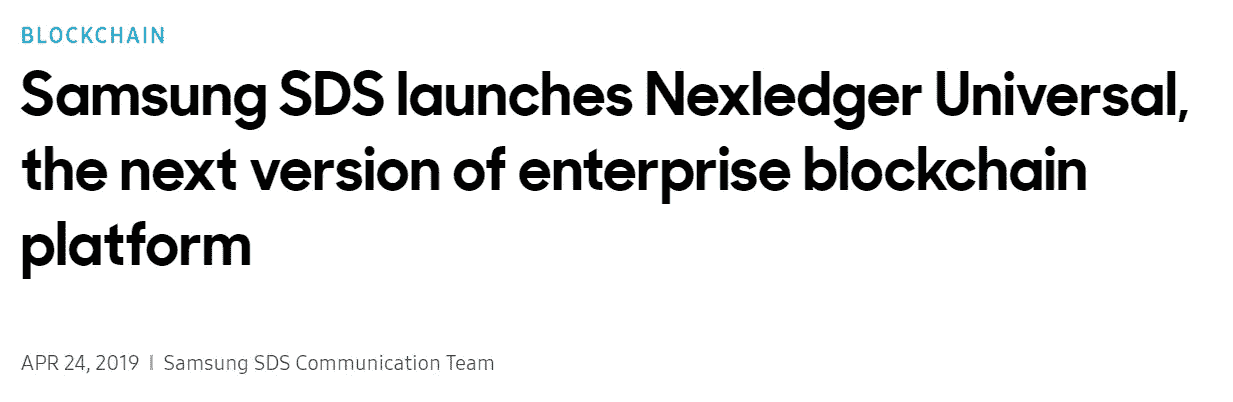 BLOCKCHAIN
Samsung SDS launches Nexledger Universal,
the next version of enterprise blockchain
platform
APR 24, 2019 | Samsung SDS Communication Team